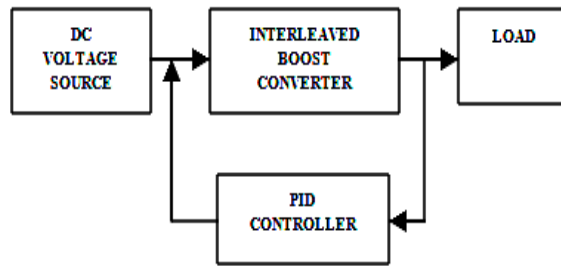 DC
VOLTAGE
SOURCE
INTERLEAVED
BOOST
CONVERTER
LOAD
PID
CONTROLLER